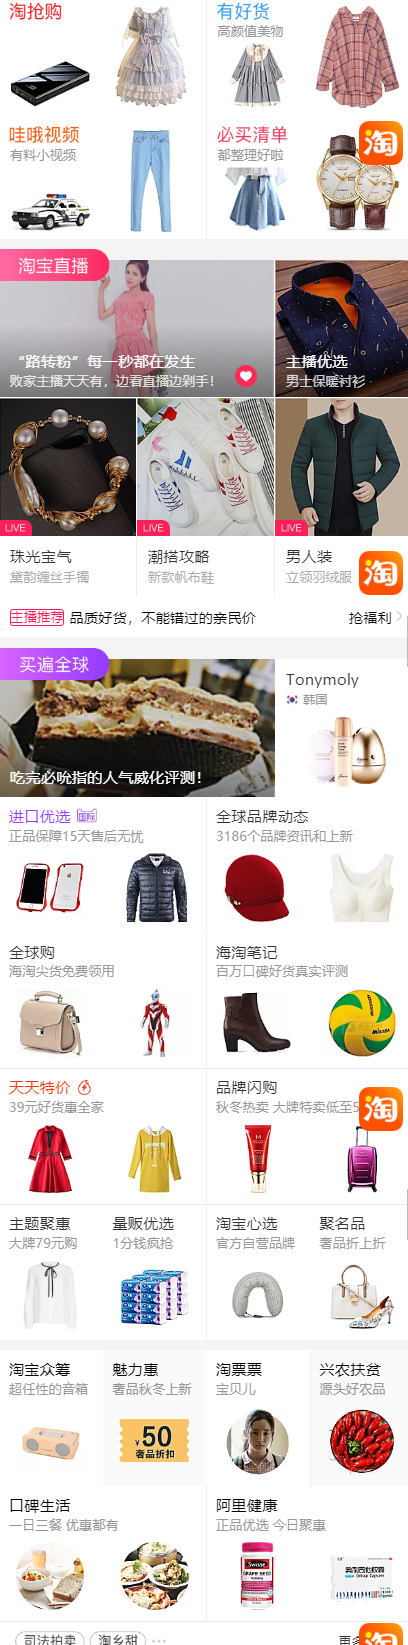 淘抢购
有好货
高颜值美物
哇哦视频
有料小视频
必买清单
都整理好啦
淘
淘宝直播
“路转粉”每一秒都在发生
败家主播天天有，边看直播边剁手！
主播优选
男士保暖衬衫
LIVE
LIVE
LIVE
珠光宝气
黛韵缠丝手镯
潮搭攻略
新款帆布鞋
男人装
立领羽绒服
淘
主播推荐 品质好货，不能错过的亲民价
抢福利
买遍全球
吃完必吮指的人气威化评测！
Tonymoly
韩国
进口优选 国际
正品保障15天售后无忧
全球品牌动态
3186个品牌资讯和上新
全球购
海淘尖货免费领用
海淘笔记
百万口碑好货真实评测
MIKASA
天天特价
39元好货惠全家
品牌闪购
秋冬热卖 大牌特卖低至5
淘
主题聚惠
大牌79元购
量贩优选
1分钱疯抢
淘宝心选
官方自营品牌
聚名品
奢品折上折
淘宝众筹
超任性的音箱
魅力惠
奢品秋冬上新
¥50
奢品折扣
淘票票
宝贝儿
兴农扶贫
源头好农品
口碑生活
一日三餐 优惠都有
阿里健康
正品优选 今日聚惠
Swisse
GRAPE SEED
奥利司他胶囊
Orlistat Capsules
司法拍卖
淘乡甜
更多